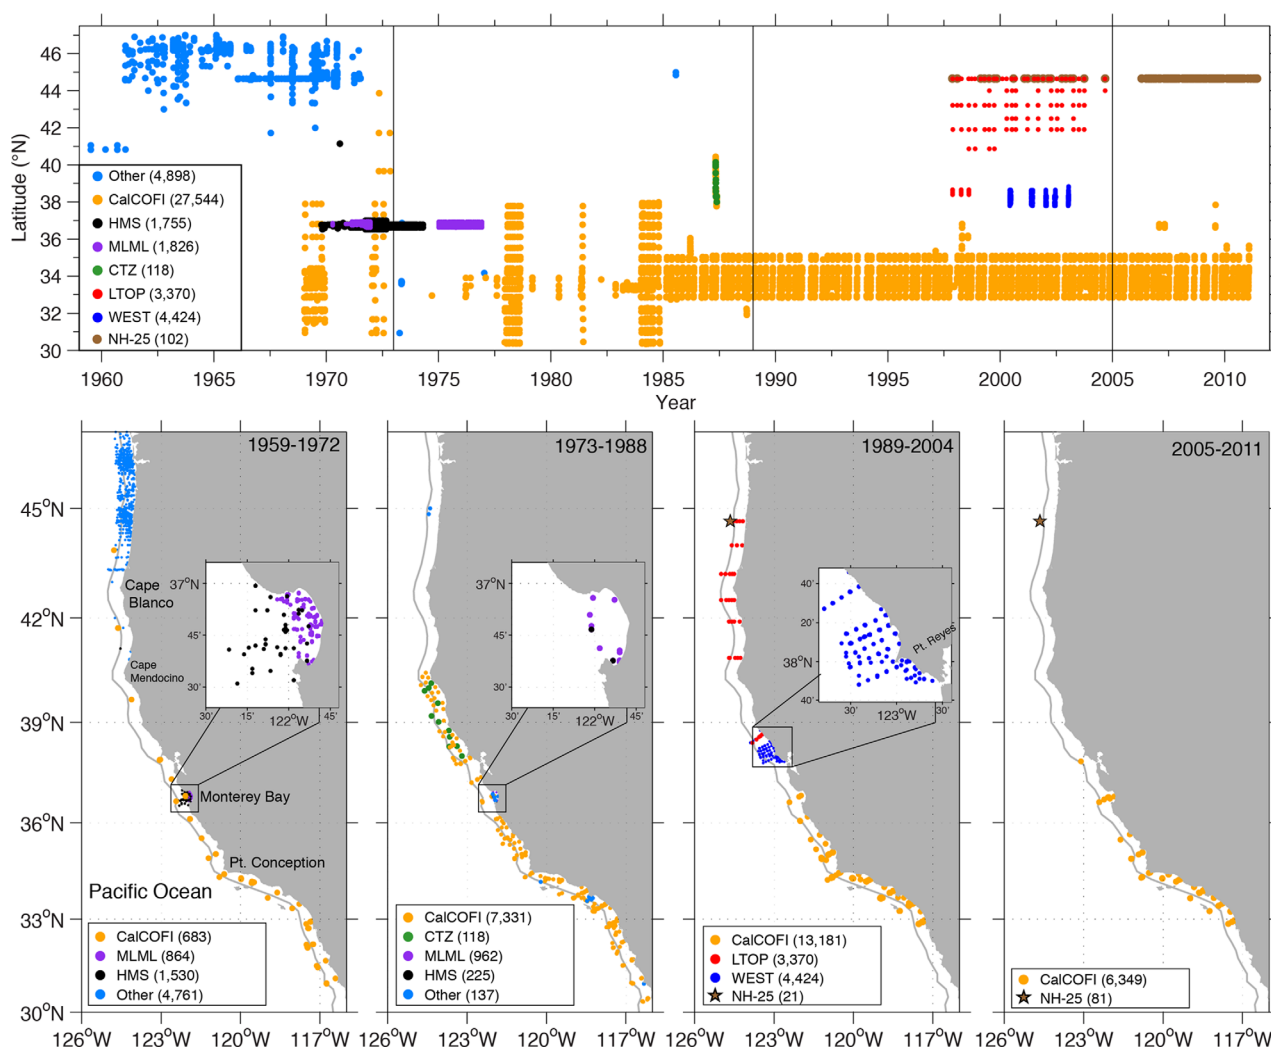 46
44
42
40
38
36
34
32
30
Latitude (°N)
Other (4,898)
CalCOFI (27,544)
HMS (1,755)
MLML (1,826)
CTZ (118)
LTOP (3,370)
WEST (4,424)
NH-25 (102)
1960 1965 1970 1975 1980 1985 1990 1995 2000 2005 2010
Year
1959-1972
45°N
42°N
39°N
36°N
33°N
30°N
Cape
Blanco
Cape
Mendocino
37°N
45'
30'
30' 15' 122°W 45'
Monterey Bay
Pt. Conception
Pacific Ocean
CalCOFI (683)
MLML (864)
HMS (1,530)
Other (4,761)
126°W 123°W 120°W 117°W
1973-1988
37°N
45'
30'
30' 15' 122°W 45'
CalCOFI (7,331)
CTZ (118)
MLML (962)
HMS (225)
Other (137)
126°W 123°W 120°W 117°W
1989-2004
40'
20'
38°N
40'
30' 123°W 30'
Pt. Reyes
CalCOFI (13,181)
LTOP (3,370)
WEST (4,424)
NH-25 (21)
126°W 123°W 120°W 117°W
2005-2011
CalCOFI (6,349)
NH-25 (81)
126°W 123°W 120°W 117°W